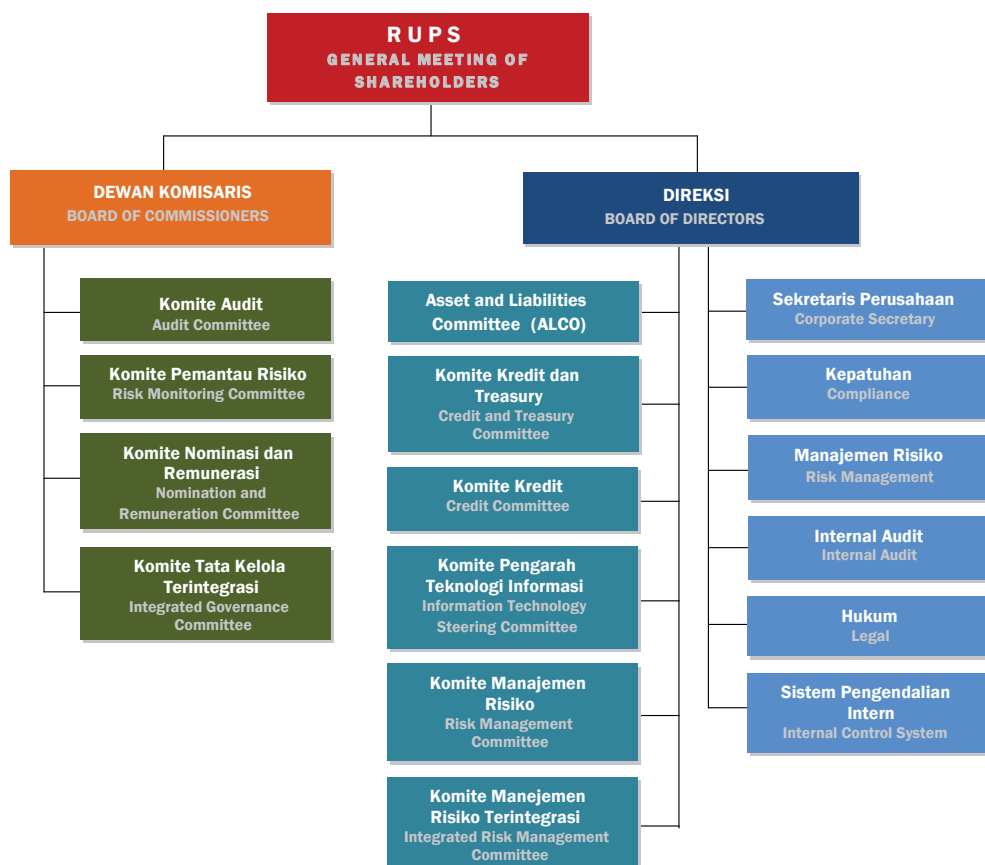 RUPS
GENERAL MEETING OF
SHAREHOLDERS
DEWAN KOMISARIS
BOARD OF COMMISSIONERS
DIREKSI
BOARD OF DIRECTORS
Komite Audit
Audit Committee
Komite Pemantau Risiko
Risk Monitoring Committee
Komite Nominasi dan
Remunerasi
Nomination and
Remuneration Committee
Komite Tata Kelola
Terintegrasi
Integrated Governance
Committee
Asset and Liabilities
Committee (ALCO)
Komite Kredit dan
Treasury
Credit and Treasury
Committee
Komite Kredit
Credit Committee
Komite Pengarah
Teknologi Informasi
Information Technology
Steering Committee
Komite Manajemen
Risiko
Risk Management
Committee
Komite Manejemen
Risiko Terintegrasi
Integrated Risk Management
Committee
Sekretaris Perusahaan
Corporate Secretary
Kepatuhan
Compliance
Manajemen Risiko
Risk Management
Internal Audit
Internal Audit
Hukum
Legal
Sistem Pengendalian
Intern
Internal Control System